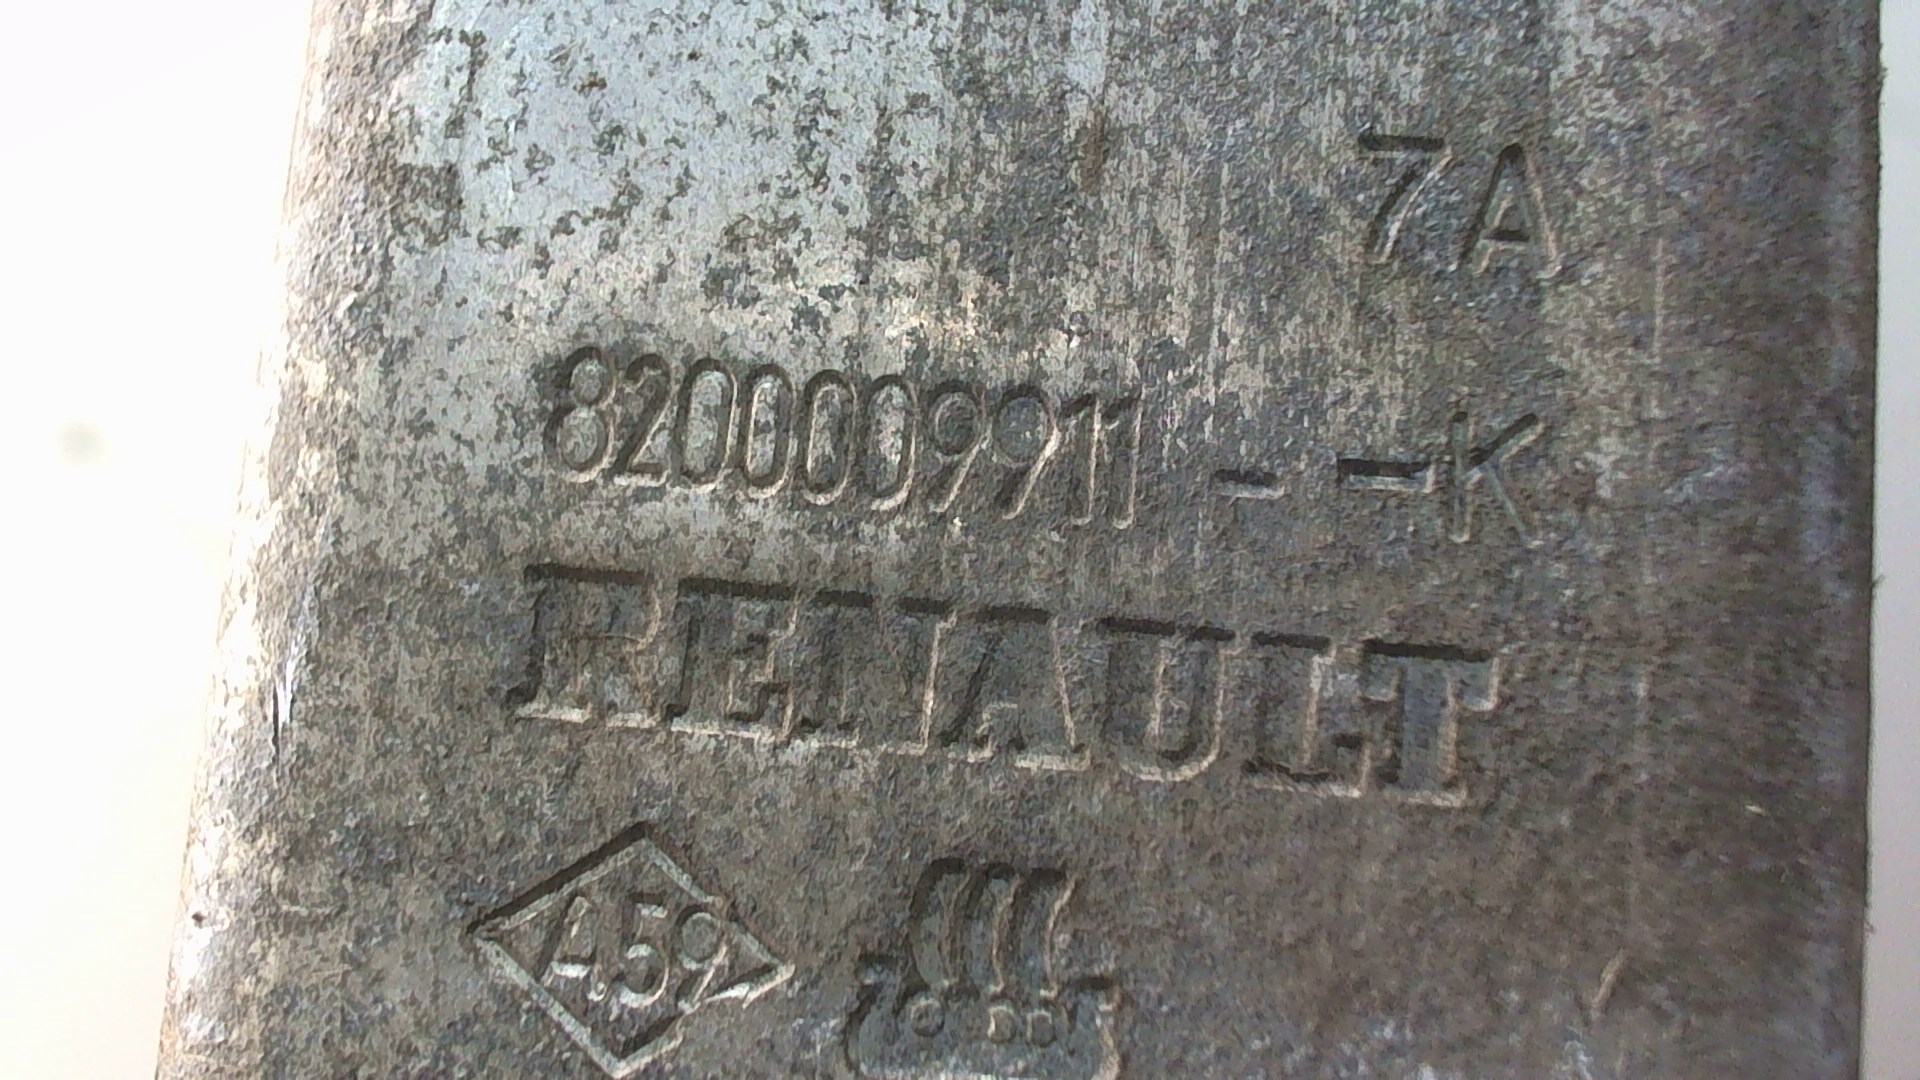 7A
8200009911 - -K
RENAULT
A59